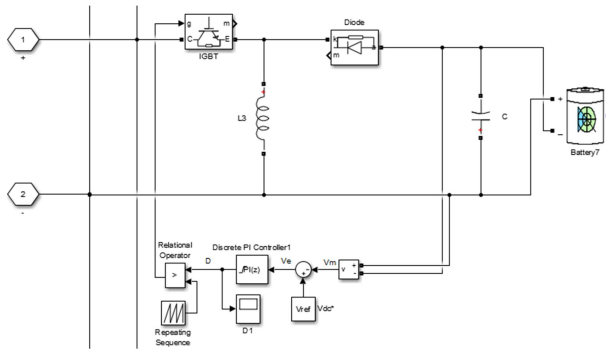 Diode
g
m
1
C
E
+
IGBT
k
a
m
L3
C
+
–
Battery7
2
-
Relational
Operator
Discrete PI Controller1
D
>
PI(z)
Ve
Vm
v
+
-
D1
Vref
Vdc*
Repeating
Sequence